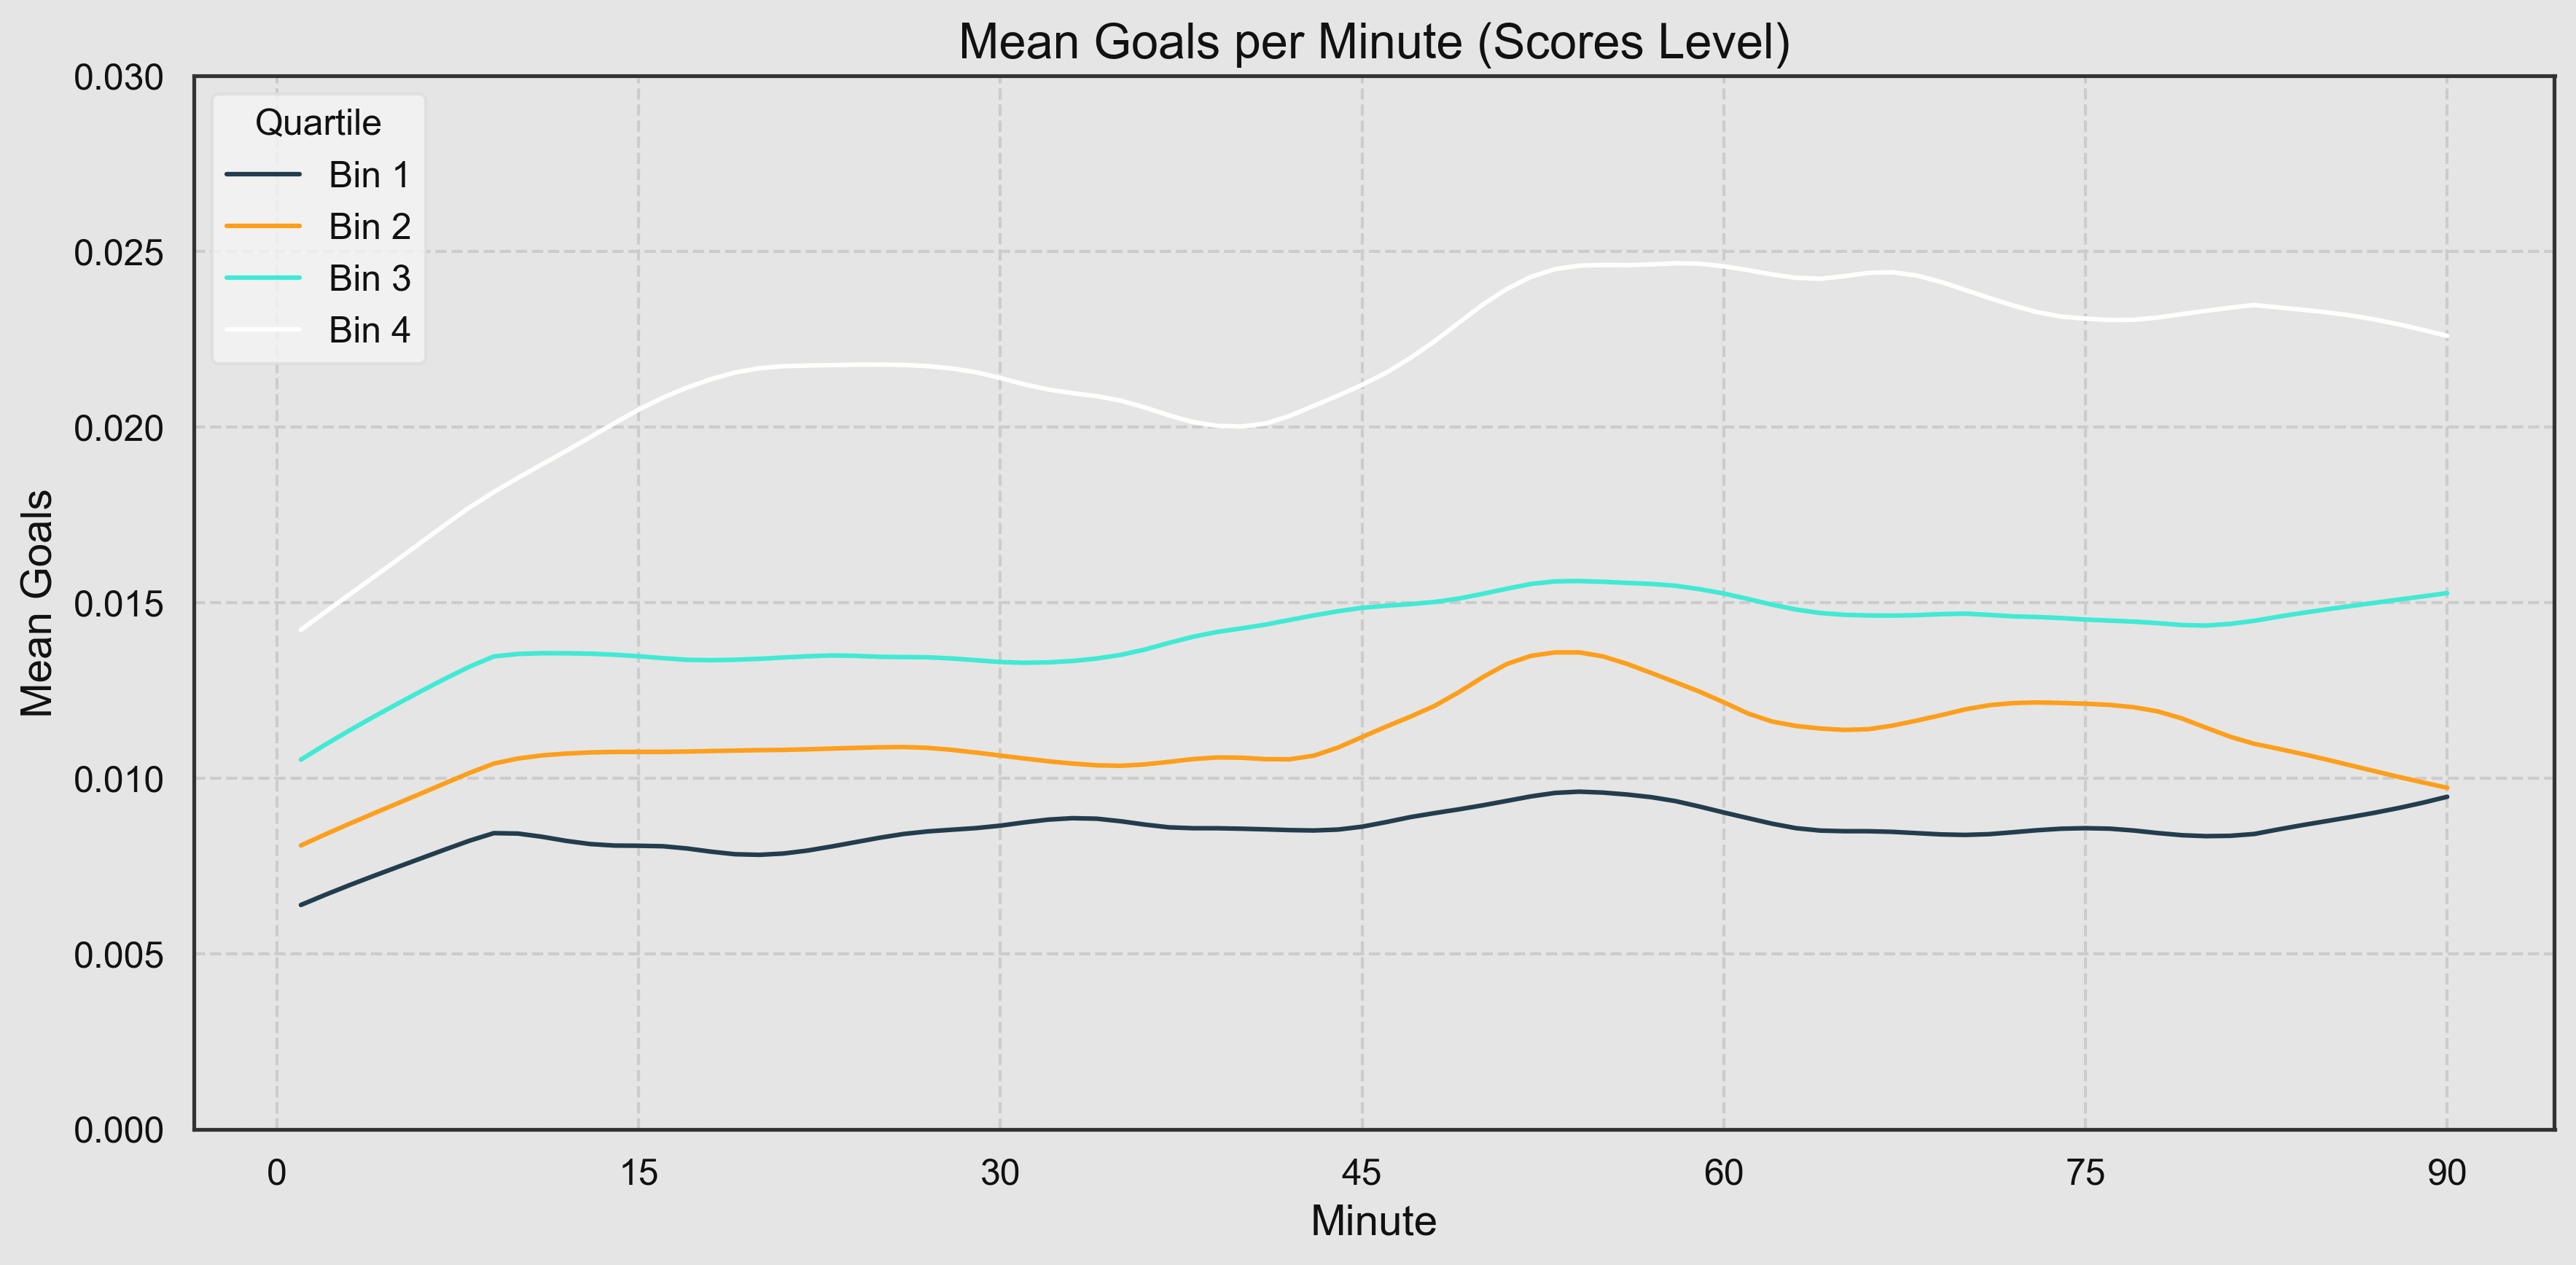 Mean Goals per Minute (Scores Level)
0.030
0.025
0.020
0.015
0.010
0.005
0.000
Mean Goals
Quartile
Bin 1
Bin 2
Bin 3
Bin 4
0 15 30 45 60 75 90
Minute